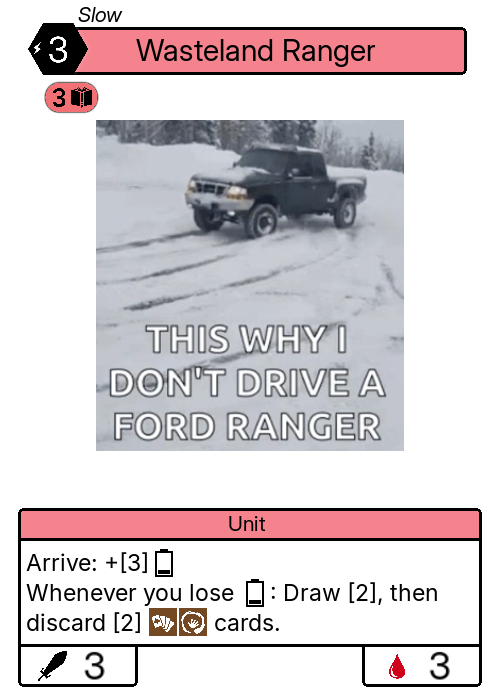 Slow
3 Wasteland Ranger
3
THIS WHY I
DON'T DRIVE A
FORD RANGER
Unit
Arrive: +[3]
Whenever you lose : Draw [2], then
discard [2] cards.
3 3